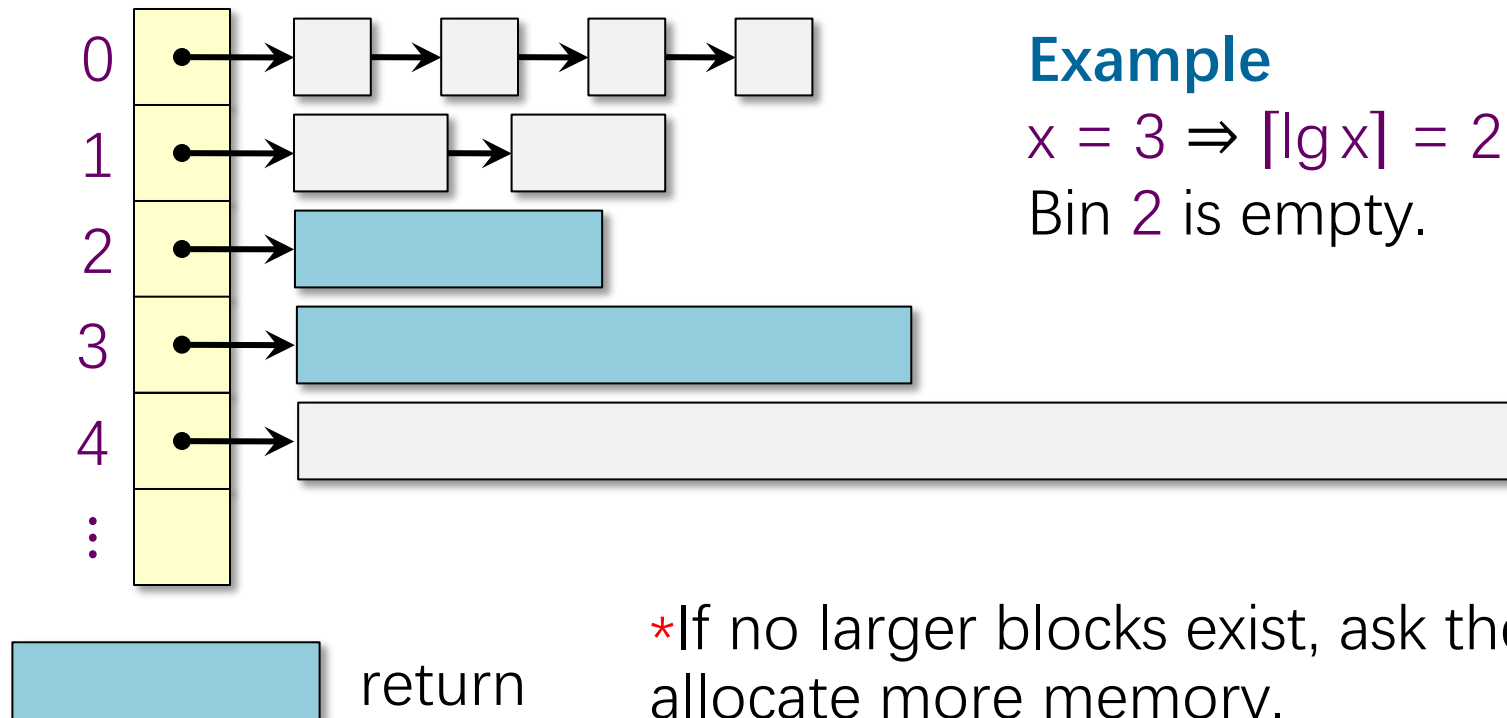 0
1
2
3
4
⋮
Example
x = 3 ⇒ ⌈lg x⌉ = 2
Bin 2 is empty.
return
*If no larger blocks exist, ask
allocate more memory.